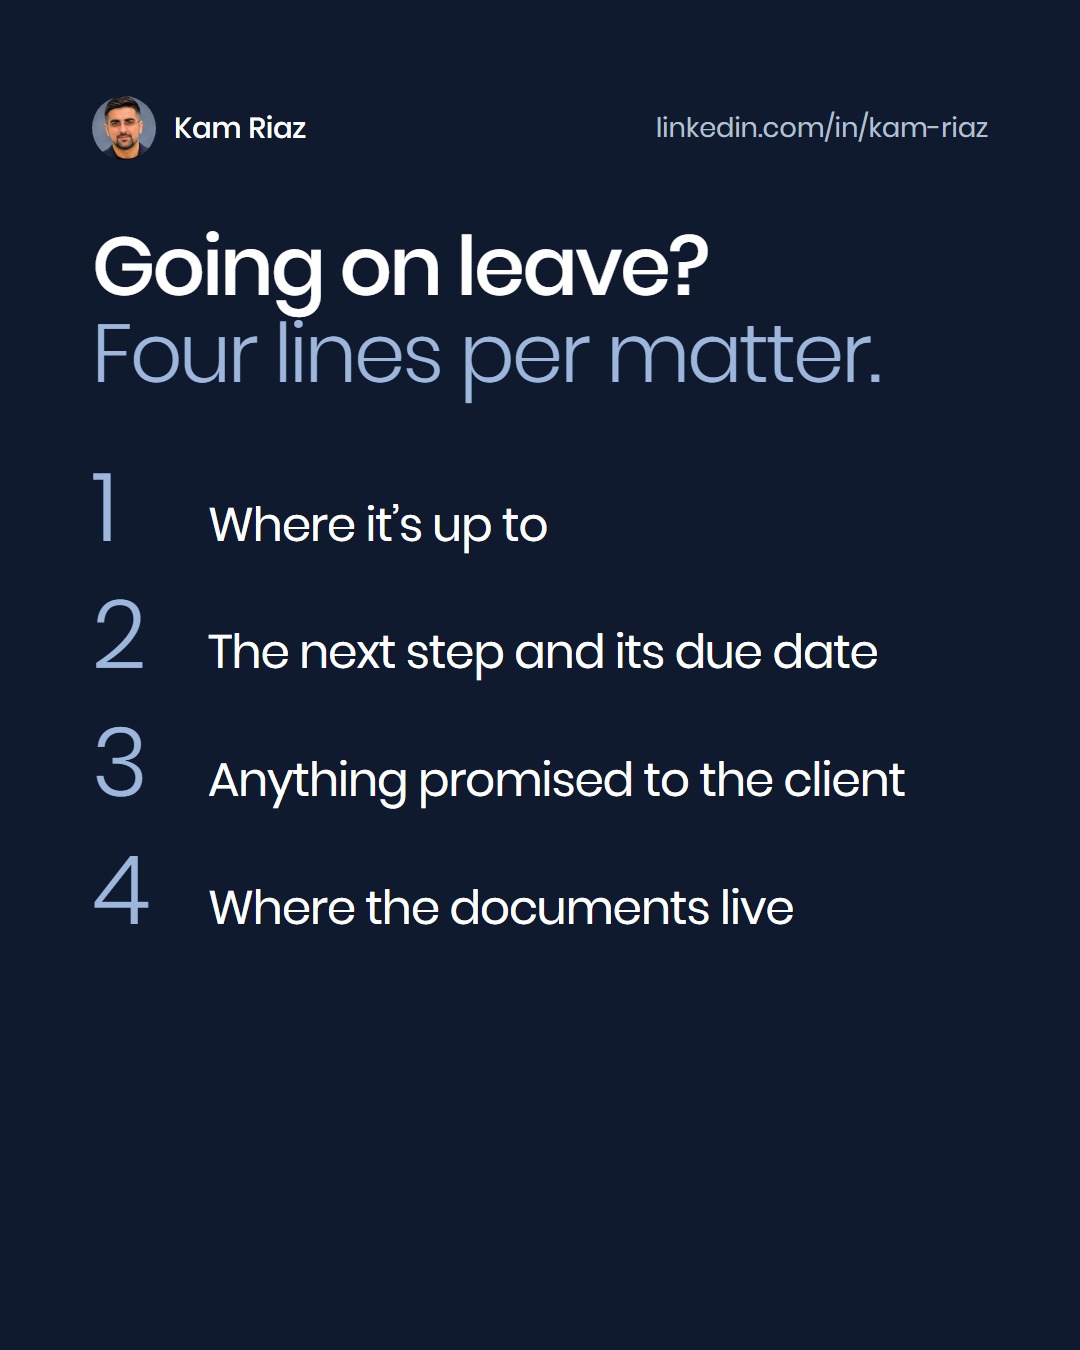 Kam Riaz
linkedin.com/in/kam-riaz
Going on leave?
Four lines per matter.
1 Where it’s up to
2 The next step and its due date
3 Anything promised to the client
4 Where the documents live